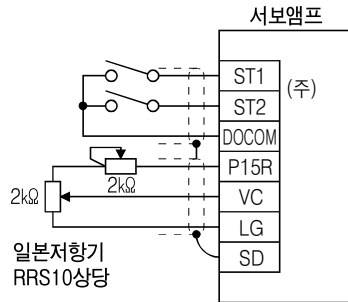 서보앰프
ST1
(주)
ST2
DOCOM
P15R
2kΩ
2kΩ
VC
LG
일본저항기
RRS10상당
SD